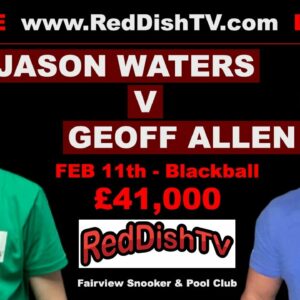 www.RedDishTV.com
JASON WATERS
V
GEOFF ALLEN
FEB 11th - Blackball
£41,000
RedDishTV
Fairview Snooker & Pool Club